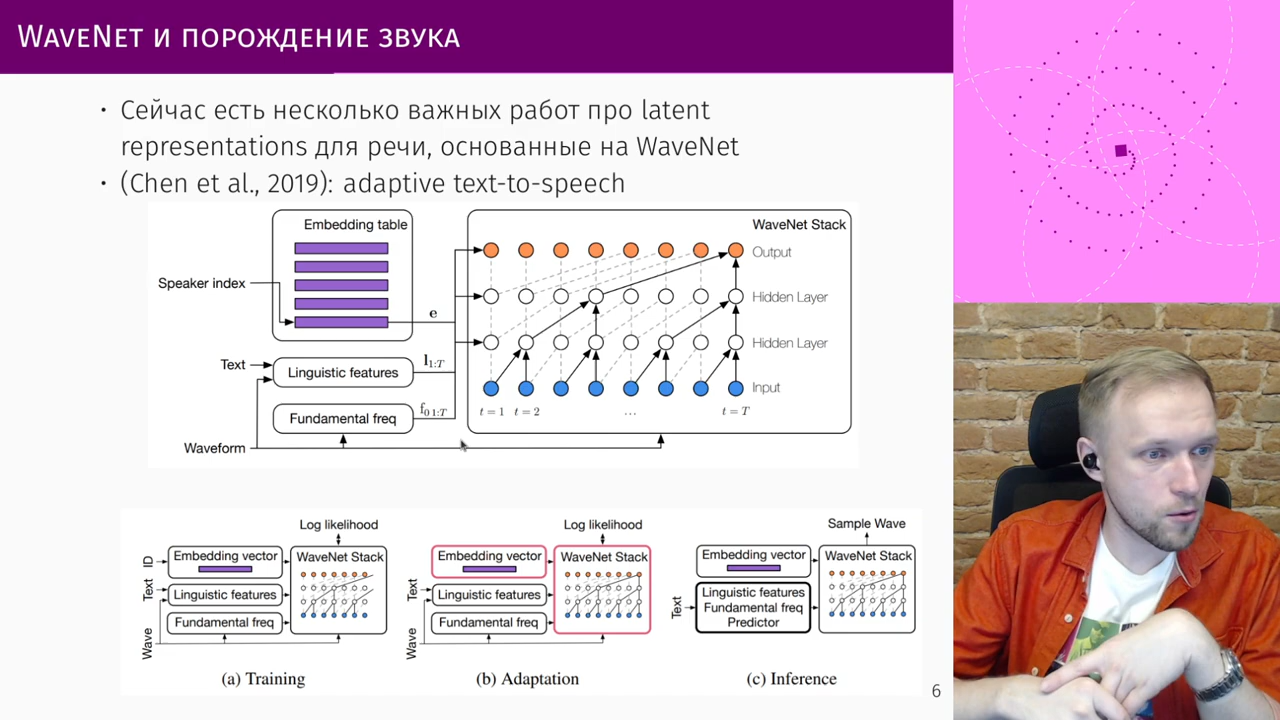 WaveNet и порождение звука
• Сейчас есть несколько важных работ про latent
representations для речи, основанные на WaveNet
• (Chen et al., 2019): adaptive text-to-speech
Embedding table
Speaker index
e
Text
Linguistic features
l1:T
Fundamental freq
f0 1:T
Waveform
WaveNet Stack
Output
Hidden Layer
Hidden Layer
Input
t = 1 t = 2 ... t = T
Log likelihood
ID
Embedding vector
WaveNet Stack
Text
Linguistic features
Fundamental freq
Wave
(a) Training
Log likelihood
Embedding vector
WaveNet Stack
Text
Linguistic features
Fundamental freq
Wave
(b) Adaptation
Sample Wave
Embedding vector
WaveNet Stack
Text
Linguistic features
Fundamental freq
Predictor
(c) Inference
6